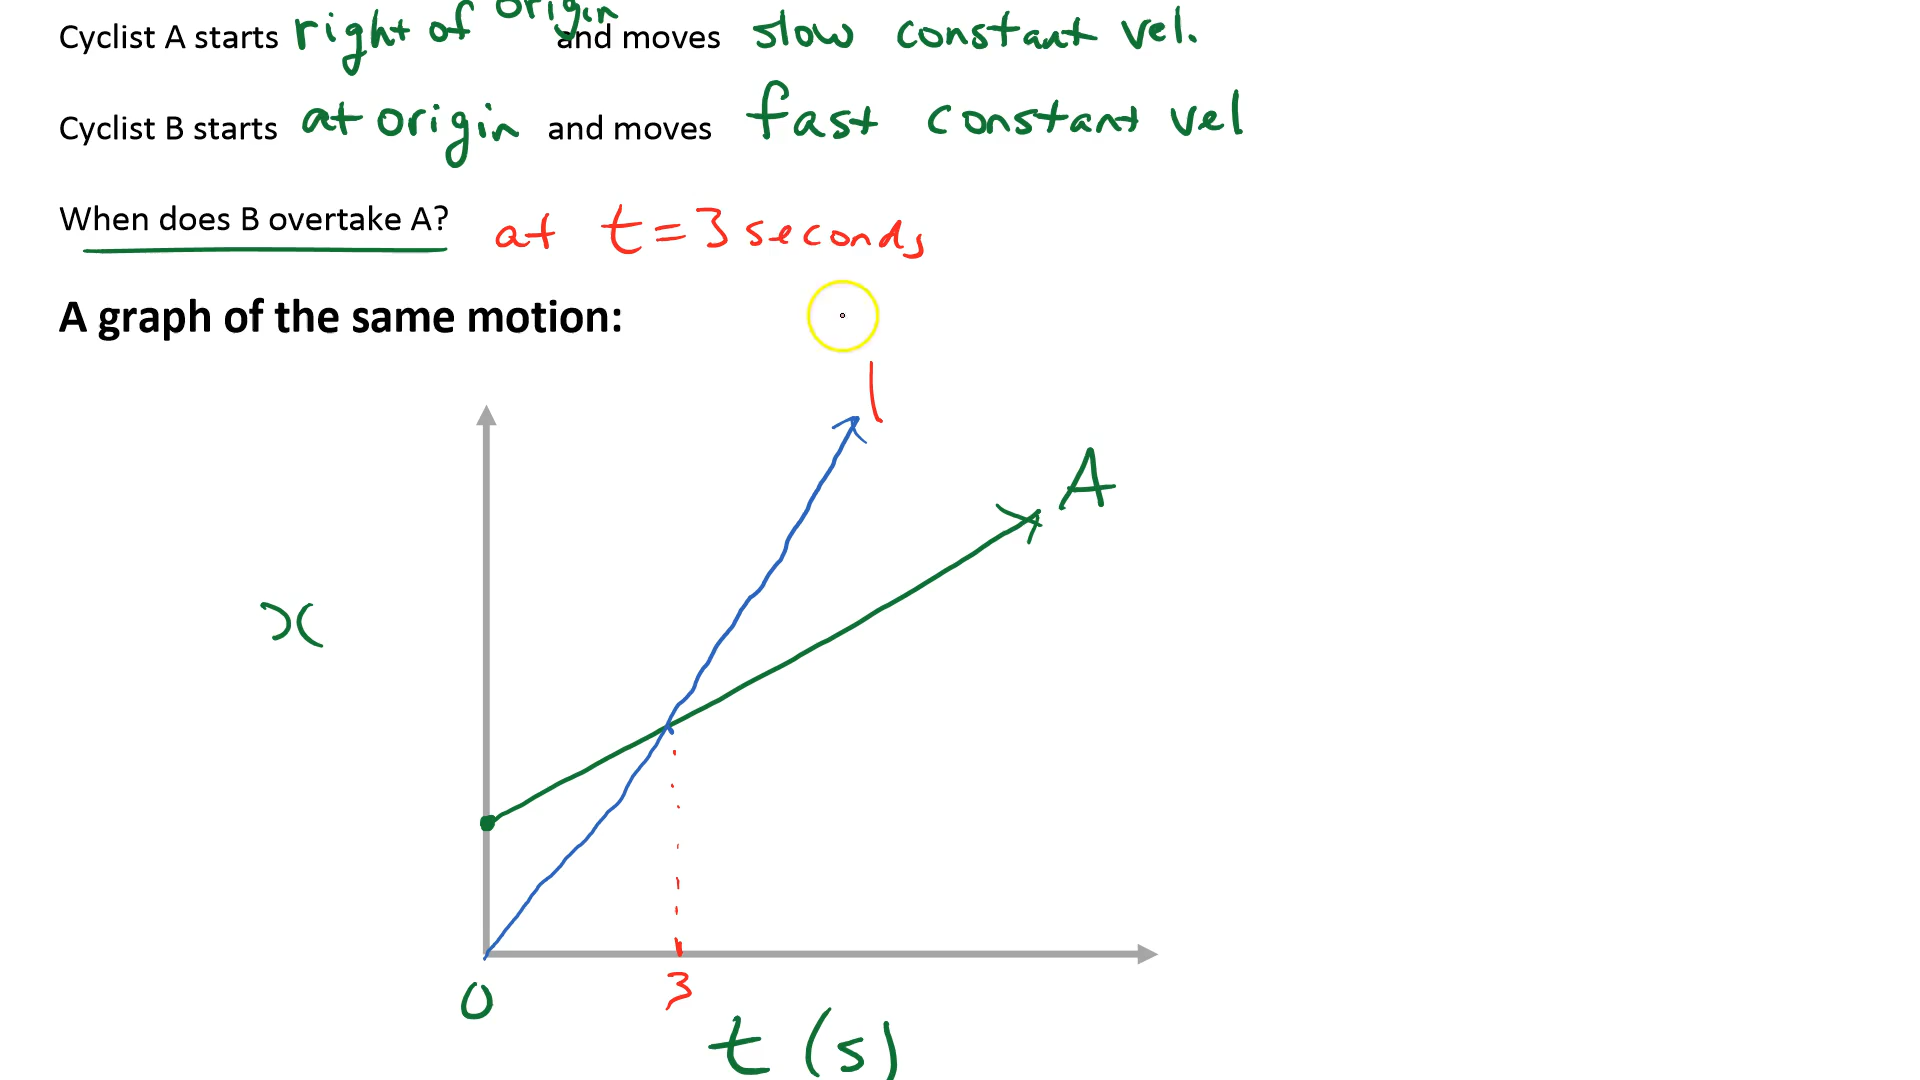 Cyclist A starts right of origin and moves slow constant vel.
Cyclist B starts at origin and moves fast constant vel
When does B overtake A? at t = 3 seconds
A graph of the same motion:
A
x
0
3
t (s)